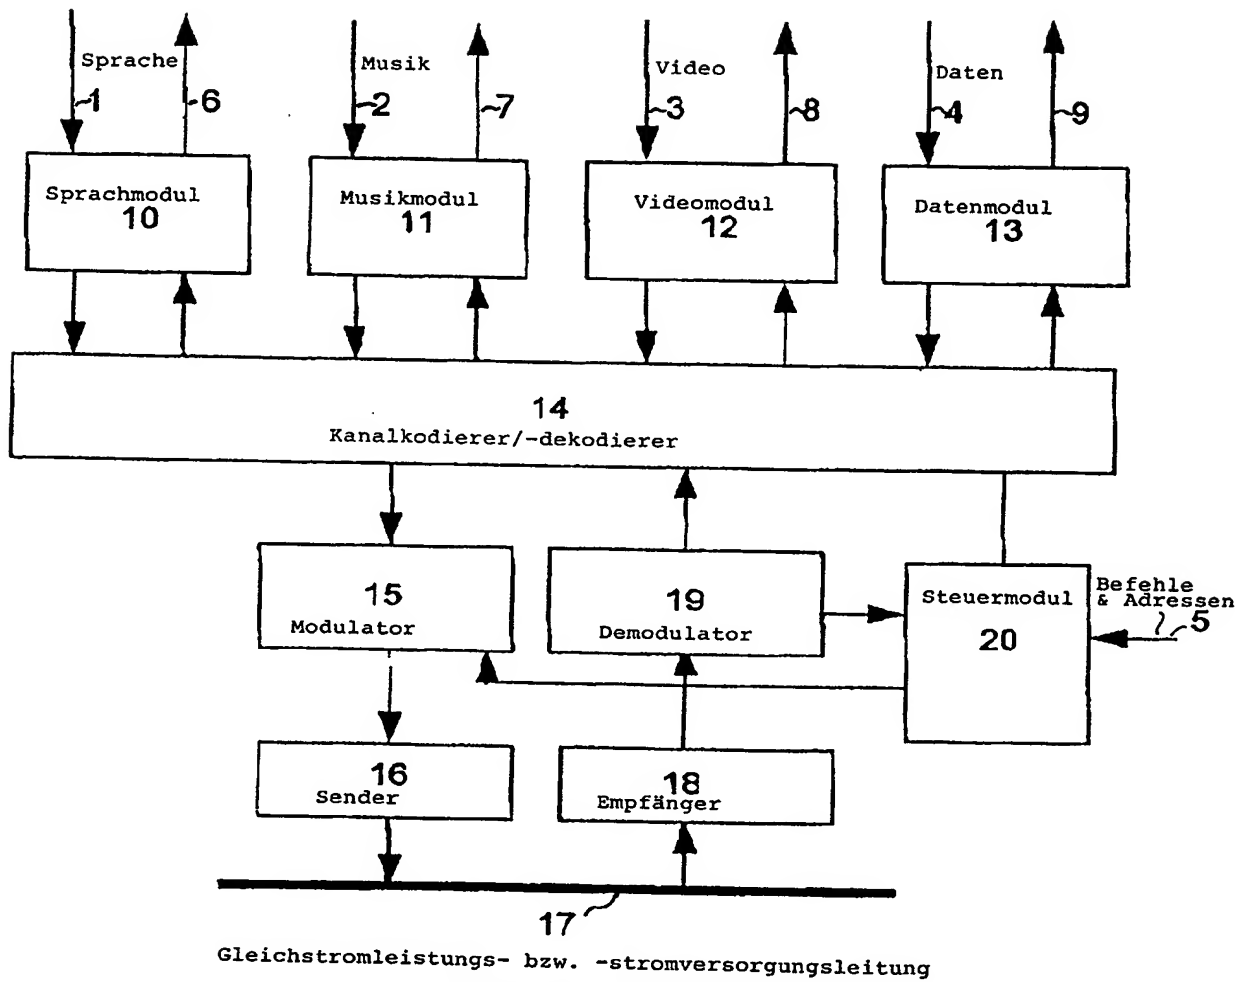 Sprache
Musik
Video
Daten
1
6
2
7
3
8
4
9
Sprachmodul
10
Musikmodul
11
Videomodul
12
Datenmodul
13
14
Kanalkodierer/-dekodierer
15
Modulator
19
Demodulator
Steuermodul
20
Befehle
& Adressen
5
16
Sender
18
Empfänger
17
Gleichstromleistungs- bzw. -stromversorgungsleitung